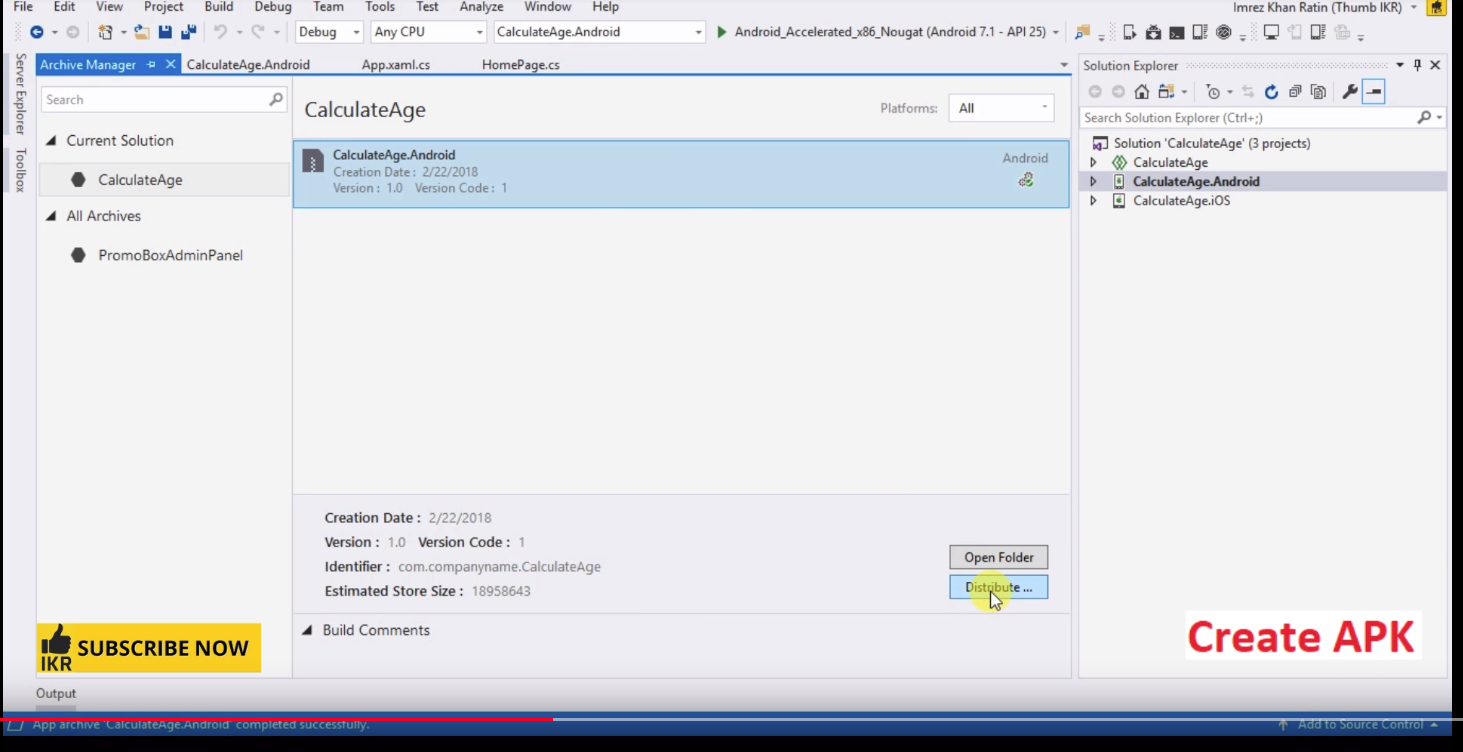 File Edit View Project Build Debug Team Tools Test Analyze Window Help Imrez Khan Ratin (Thumb IKR)
Debug Any CPU CalculateAge.Android Android_Accelerated_x86_Nougat (Android 7.1 - API 25)
Server Explorer
Toolbox
Archive Manager CalculateAge.Android App.xaml.cs HomePage.cs
Search
Current Solution
CalculateAge
All Archives
PromoBoxAdminPanel
CalculateAge
Platforms: All
CalculateAge.Android
Creation Date : 2/22/2018
Version : 1.0 Version Code : 1
Android
Creation Date : 2/22/2018
Version : 1.0 Version Code : 1
Identifier : com.companyname.CalculateAge
Estimated Store Size : 18958643
Open Folder
Distribute ...
Build Comments
Solution Explorer
Search Solution Explorer (Ctrl+;)
Solution 'CalculateAge' (3 projects)
CalculateAge
CalculateAge.Android
CalculateAge.iOS
IKR
SUBSCRIBE NOW
Create APK
Output
App archive 'CalculateAge.Android' completed successfully.
Add to Source Control